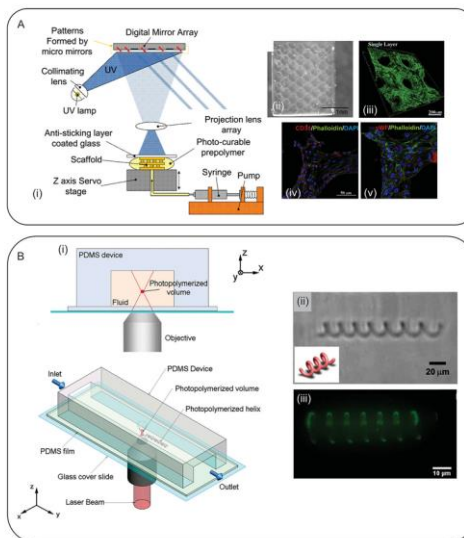 A
Patterns
Formed by
micro mirrors
Digital Mirror Array
Collimating
lens
UV
UV lamp
Projection lens
array
Anti-sticking layer
coated glass
Photo-curable
prepolymer
Scaffold
Z axis Servo
stage
Syringe
Pump
(i)
(ii)
Single Layer
(iii)
/Phalloidin/DAPI
(iv)
/Phalloidin/DAPI
(v)
B
(i)
PDMS device
Photopolymerized
volume
Fluid
Objective
z
y
x
Inlet
PDMS Device
Photopolymerized volume
Photopolymerized helix
PDMS film
Glass cover slide
Laser Beam
Outlet
z
x
y
(ii)
20 μm
(iii)
10 μm